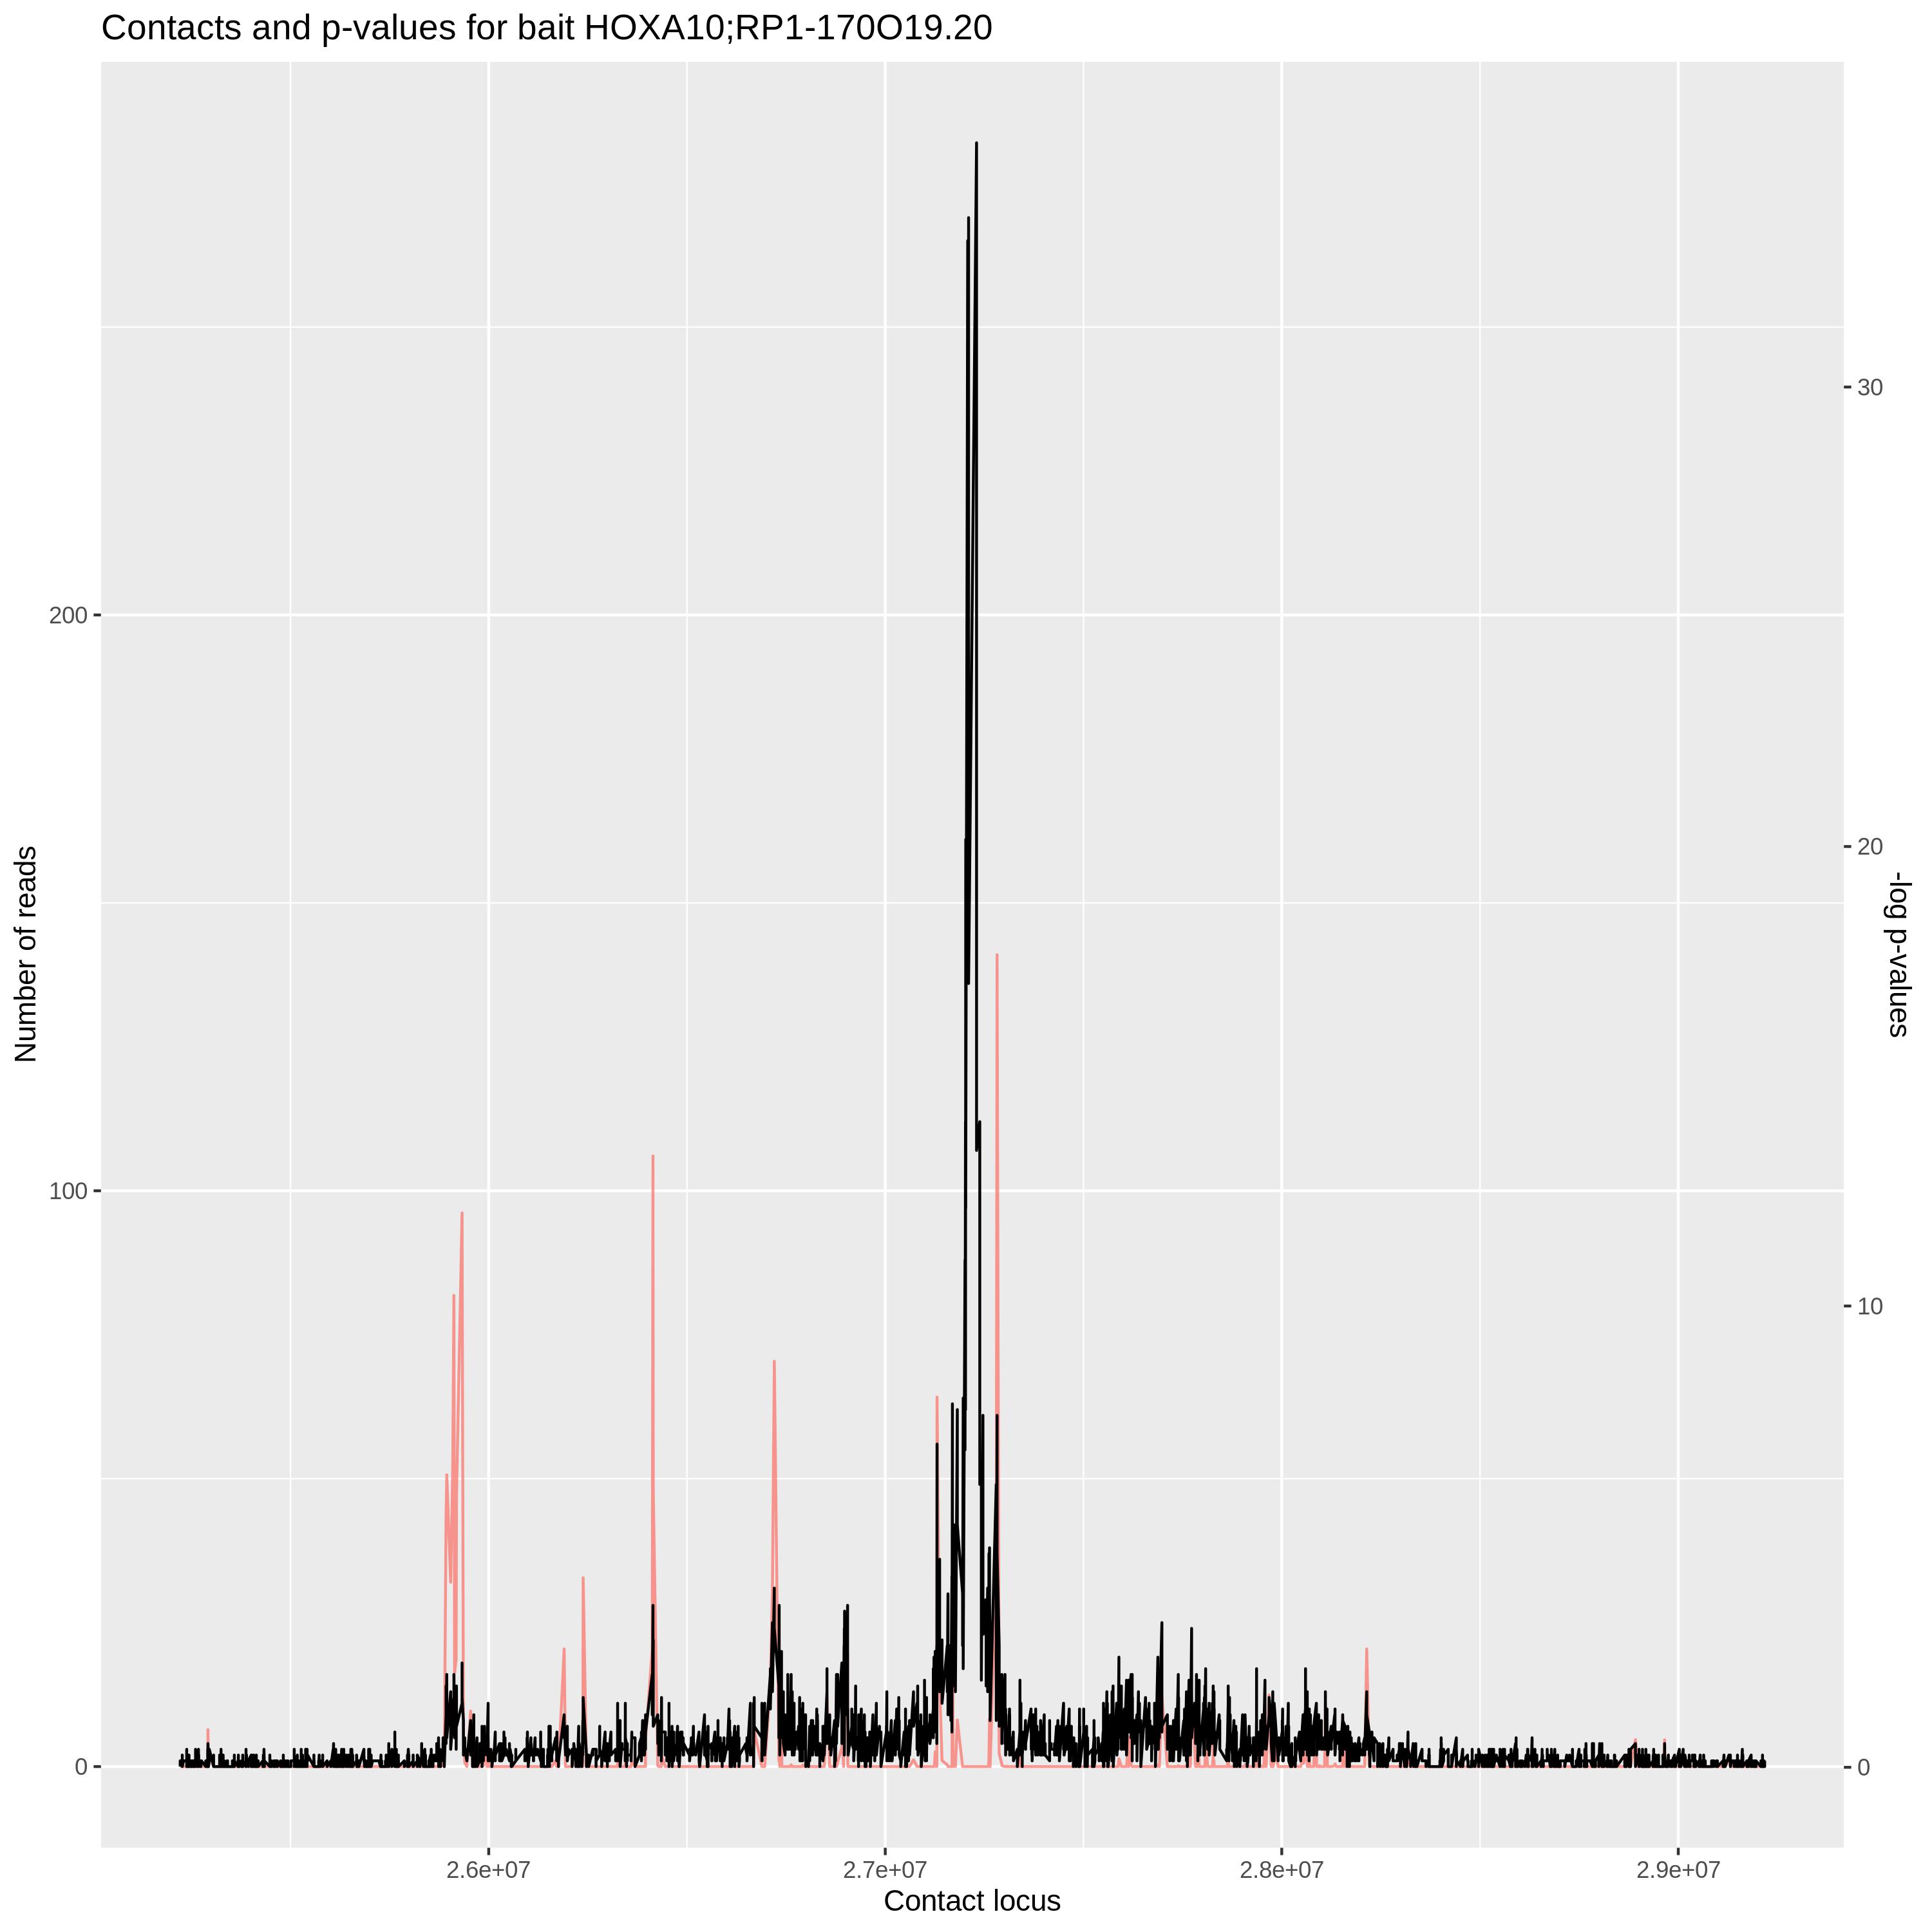 Contacts and p-values for bait HOXA10;RP1-170O19.20
Number of reads
200
100
0
30
20
10
0
-log p-values
2.6e+07
2.7e+07
2.8e+07
2.9e+07
Contact locus